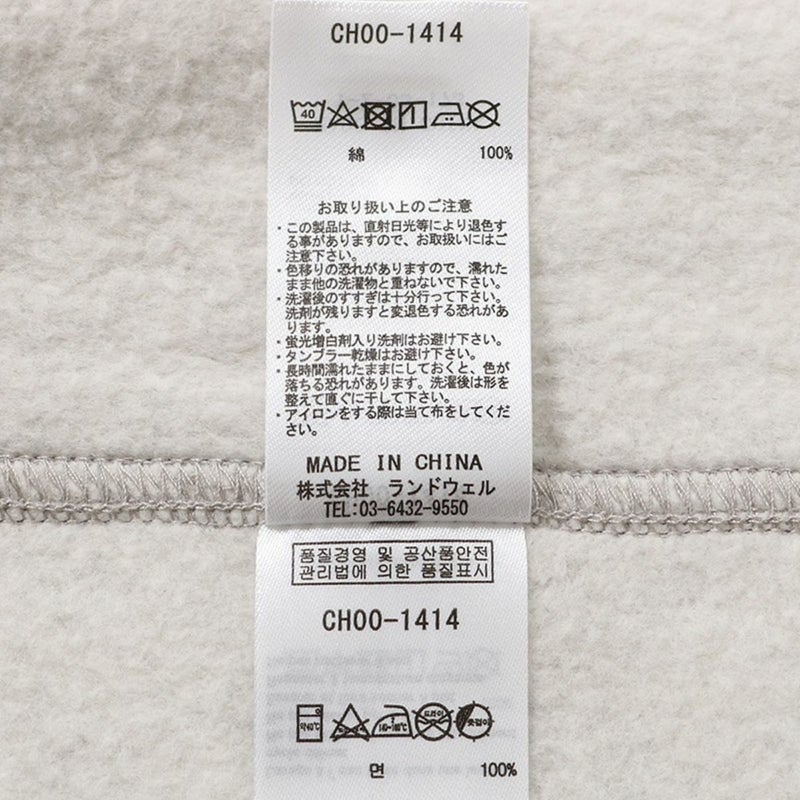 CH00-1414
40
綿 100%
お取り扱い上のご注意
・この製品は、直射日光等により退色す
る事がありますので、お取扱いにはご
注意下さい。
・色移りの恐れがありますので、濡れた
まま他の洗濯物と重ねないで下さい。
・洗濯後のすすぎは十分行って下さい。
洗剤が残りますと変退色する恐れがあ
ります。
・蛍光増白剤入り洗剤はお避け下さい。
・タンブラー乾燥はお避け下さい。
・長時間濡れたままにしておくと、色が
落ちる恐れがあります。洗濯後は形を
整えて直ぐに干して下さい。
・アイロンをする際は当て布をしてくだ
さい。
MADE IN CHINA
株式会社 ランドウェル
TEL:03-6432-9550
품질경영 및 공산품안전
관리법에 의한 품질표시
CH00-1414
약40℃ 드라이 옷걸이
면 100%